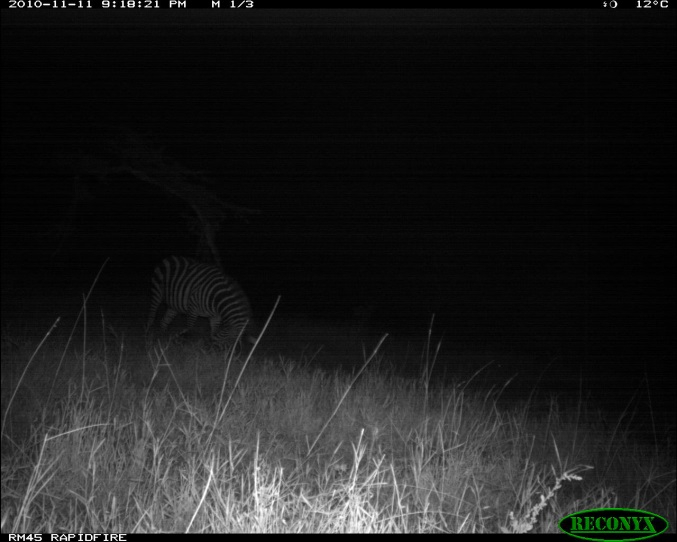 2010-11-11 9:18:21 PM M 1/3 12°C
RM45 RAPIDFIRE
RECONYX